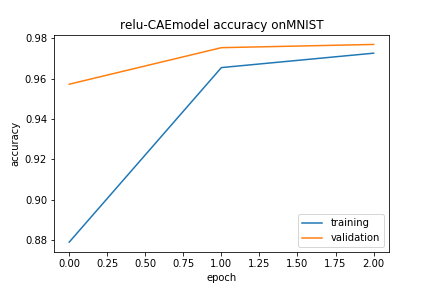 relu-CAEmodel accuracy onMNIST
accuracy
0.98
0.96
0.94
0.92
0.90
0.88
training
validation
0.00 0.25 0.50 0.75 1.00 1.25 1.50 1.75 2.00
epoch